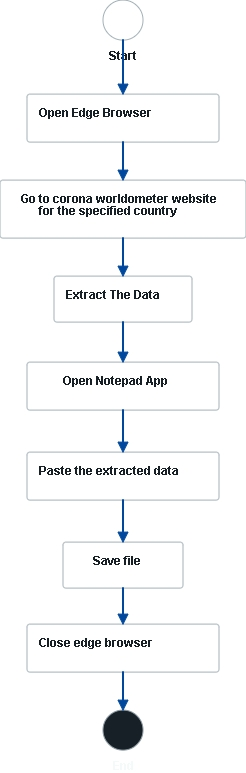 Start
Open Edge Browser
Go to corona worldometer website
for the specified country
Extract The Data
Open Notepad App
Paste the extracted data
Save file
Close edge browser
End